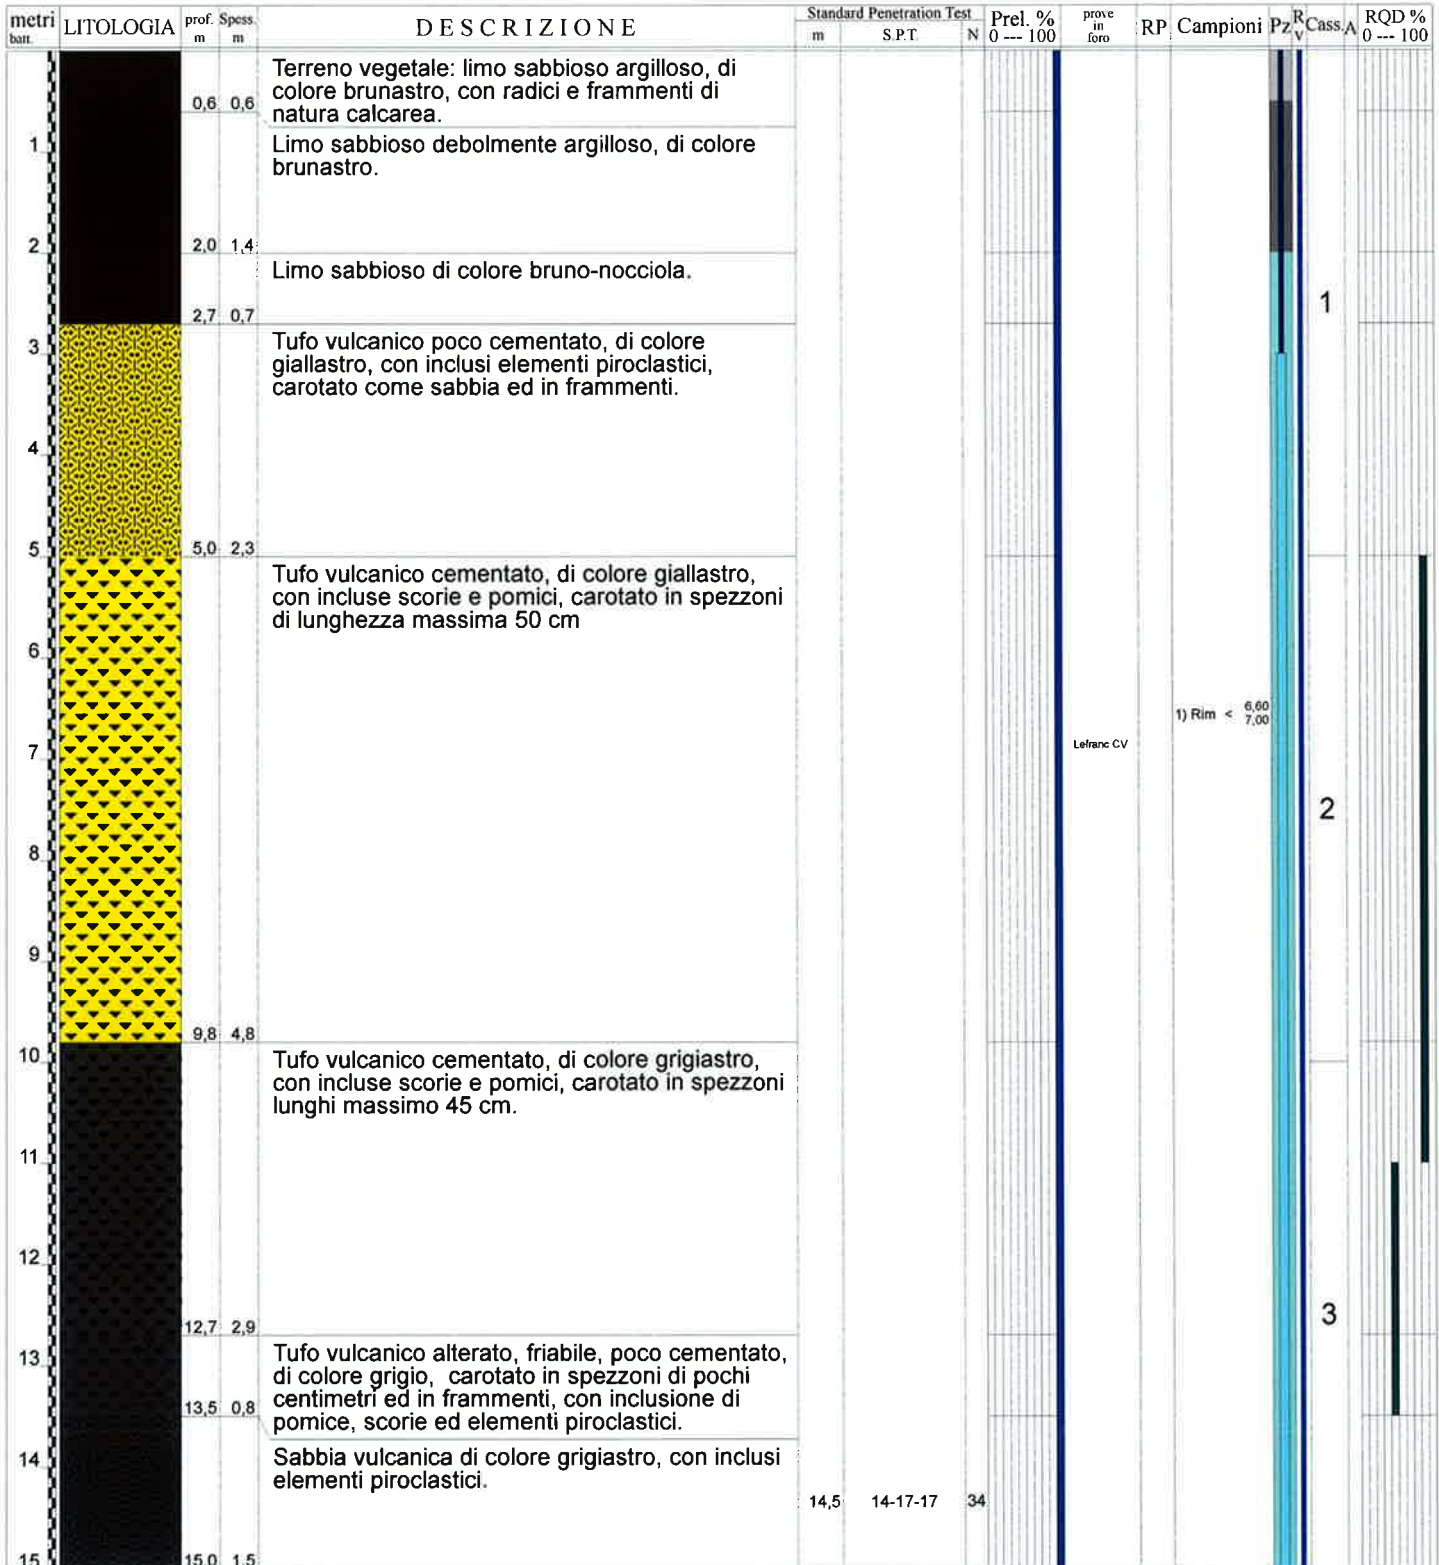 metri
batt.
LITOLOGIA
prof.
m
Spess.
m
DESCRIZIONE
Standard Penetration Test
m
S.P.T.
N
Prel. %
0 --- 100
prove
in
foro
RP
Campioni
Pz
R
v
Cass.
A
RQD %
0 --- 100
Terreno vegetale: limo sabbioso argilloso, di
colore brunastro, con radici e frammenti di
natura calcarea.
0,6 0,6
1
Limo sabbioso debolmente argilloso, di colore
brunastro.
2
2,0 1,4
Limo sabbioso di colore bruno-nocciola.
1
2,7 0,7
3
Tufo vulcanico poco cementato, di colore
giallastro, con inclusi elementi piroclastici,
carotato come sabbia ed in frammenti.
4
5
5,0 2,3
Tufo vulcanico cementato, di colore giallastro,
con incluse scorie e pomici, carotato in spezzoni
di lunghezza massima 50 cm
6
1) Rim < 6,60
7,00
7
Lefranc CV
2
8
9
9,8 4,8
10
Tufo vulcanico cementato, di colore grigiastro,
con incluse scorie e pomici, carotato in spezzoni
lunghi massimo 45 cm.
11
12
3
12,7 2,9
13
Tufo vulcanico alterato, friabile, poco cementato,
di colore grigio, carotato in spezzoni di pochi
centimetri ed in frammenti, con inclusione di
pomice, scorie ed elementi piroclastici.
13,5 0,8
14
Sabbia vulcanica di colore grigiastro, con inclusi
elementi piroclastici.
14,5 14-17-17 34
15
15,0 1,5